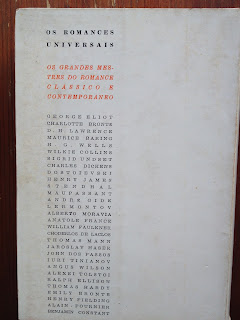 OS ROMANCES
UNIVERSAIS
OS GRANDES MES-
TRES DO ROMANCE
CLASSICO E
CONTEMPORANEO
GEORGE ELIOT
CHARLOTTE BRONTE
D. H. LAWRENCE
MAURICE BARING
H. G. WELLS
WILKIE COLLINS
SIGRID UNDSET
CHARLES DICKENS
DOSTOIEVSKI
HENRY JAMES
STENDHAL
MAUPASSANT
ANDRE GIDE
LERMONTOV
ALBERTO MORAVIA
ANATOLE FRANCE
WILLIAM FAULKNER
CHODERLOS DE LACLOS
THOMAS MANN
JAROSLAV HASEK
JOHN DOS PASSOS
IURI TINIANOV
ANGUS WILSON
ALEXEI TOLSTOI
RALPH ELLISON
THOMAS HARDY
EMILY BRONTE
HENRY FIELDING
ALAIN - FOURNIER
BENJAMIN CONSTANT